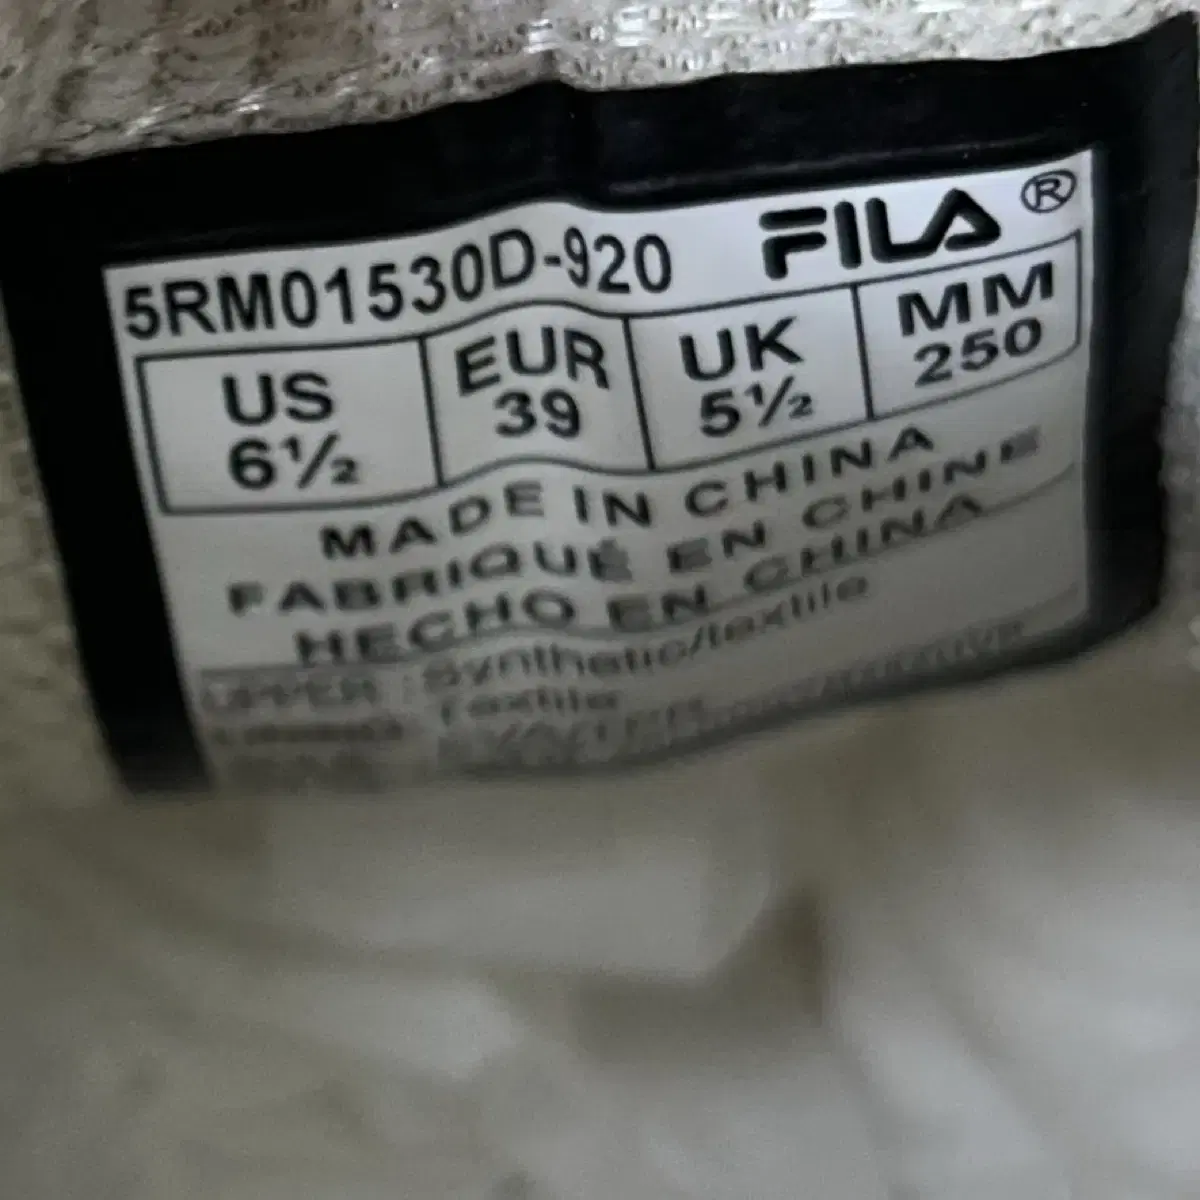 5RM01530D-920 FILA®
US EUR UK MM
6½ 39 5½ 250
MADE IN CHINA
FABRIQUÉ EN CHINE
HECHO EN CHINA
UPPER : Synthetic/textile
Textile